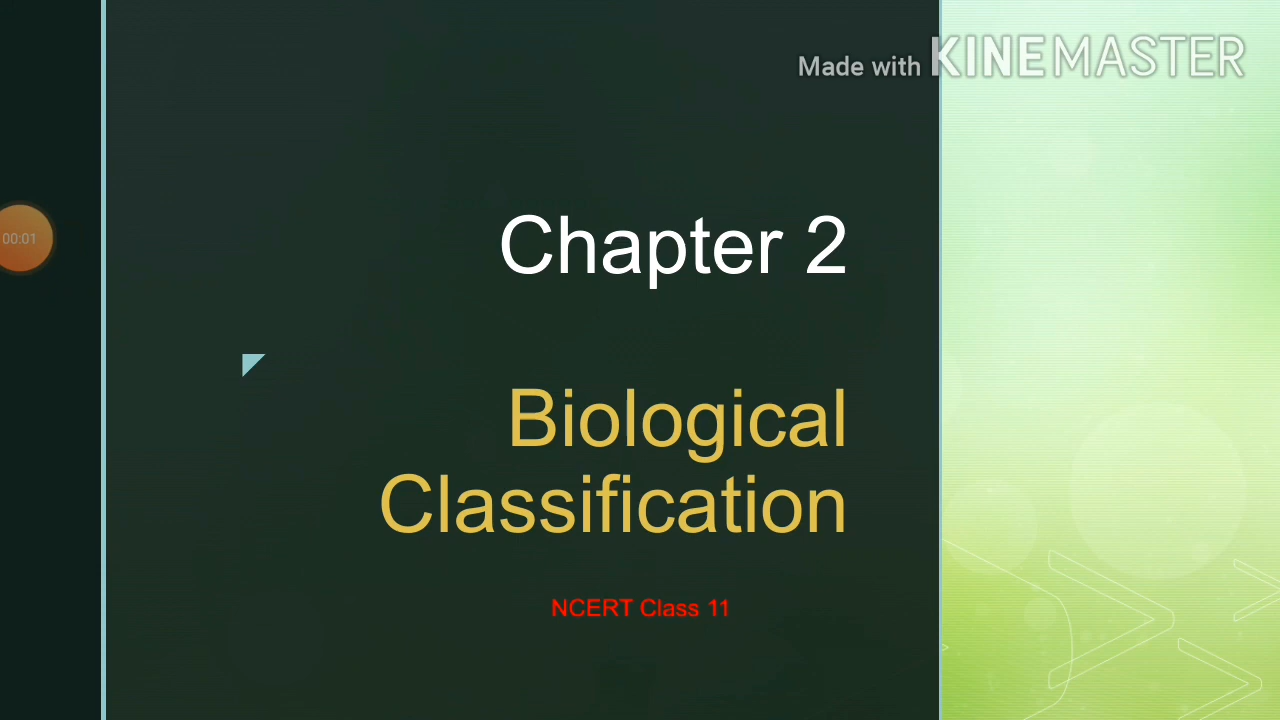 Made with KINEMASTER
00:01
Chapter 2
Biological
Classification
NCERT Class 11